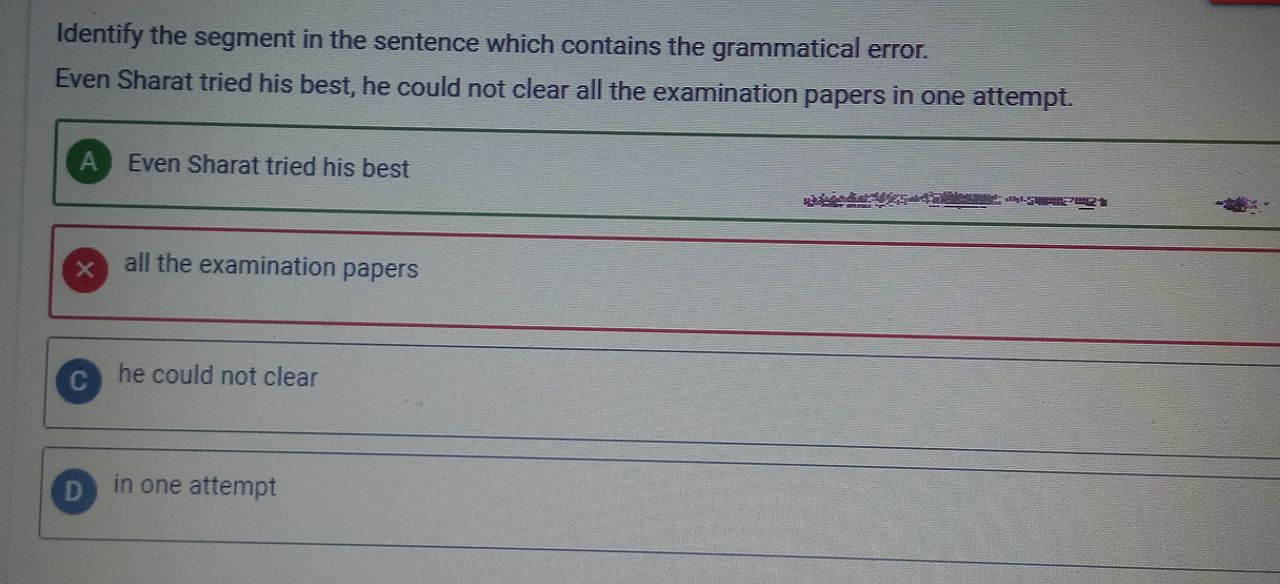 Identify the segment in the sentence which contains the grammatical error.
Even Sharat tried his best, he could not clear all the examination papers in one attempt.
A Even Sharat tried his best
× all the examination papers
C he could not clear
D in one attempt